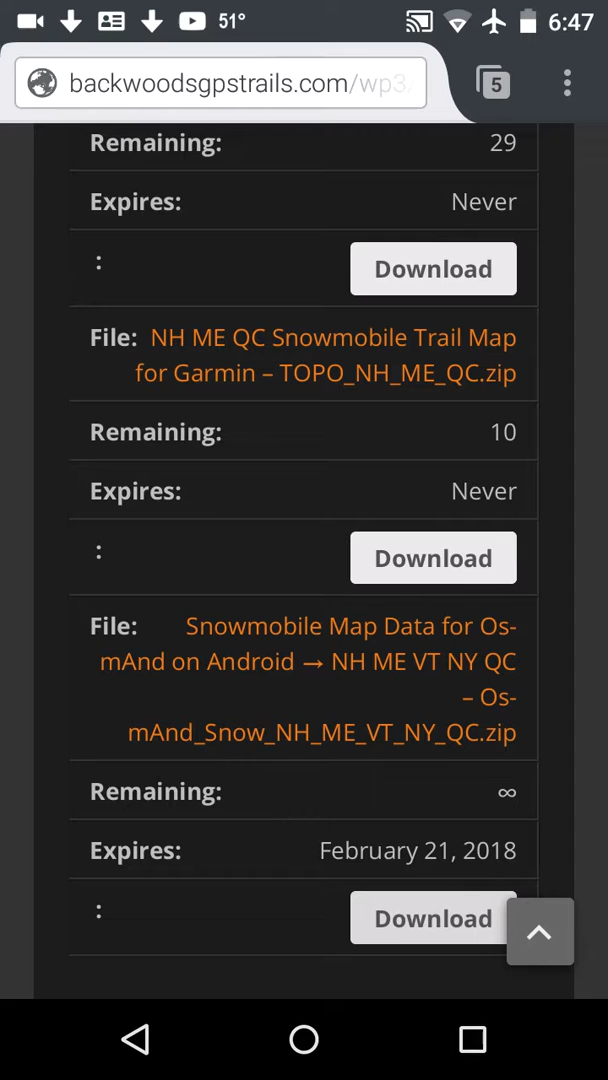 51° 6:47
backwoodsgpstrails.com/wp3/ 5
Remaining: 29
Expires: Never
: Download
File: NH ME QC Snowmobile Trail Map
for Garmin – TOPO_NH_ME_QC.zip
Remaining: 10
Expires: Never
: Download
File: Snowmobile Map Data for Os-
mAnd on Android → NH ME VT NY QC
– Os-
mAnd_Snow_NH_ME_VT_NY_QC.zip
Remaining: ∞
Expires: February 21, 2018
: Download